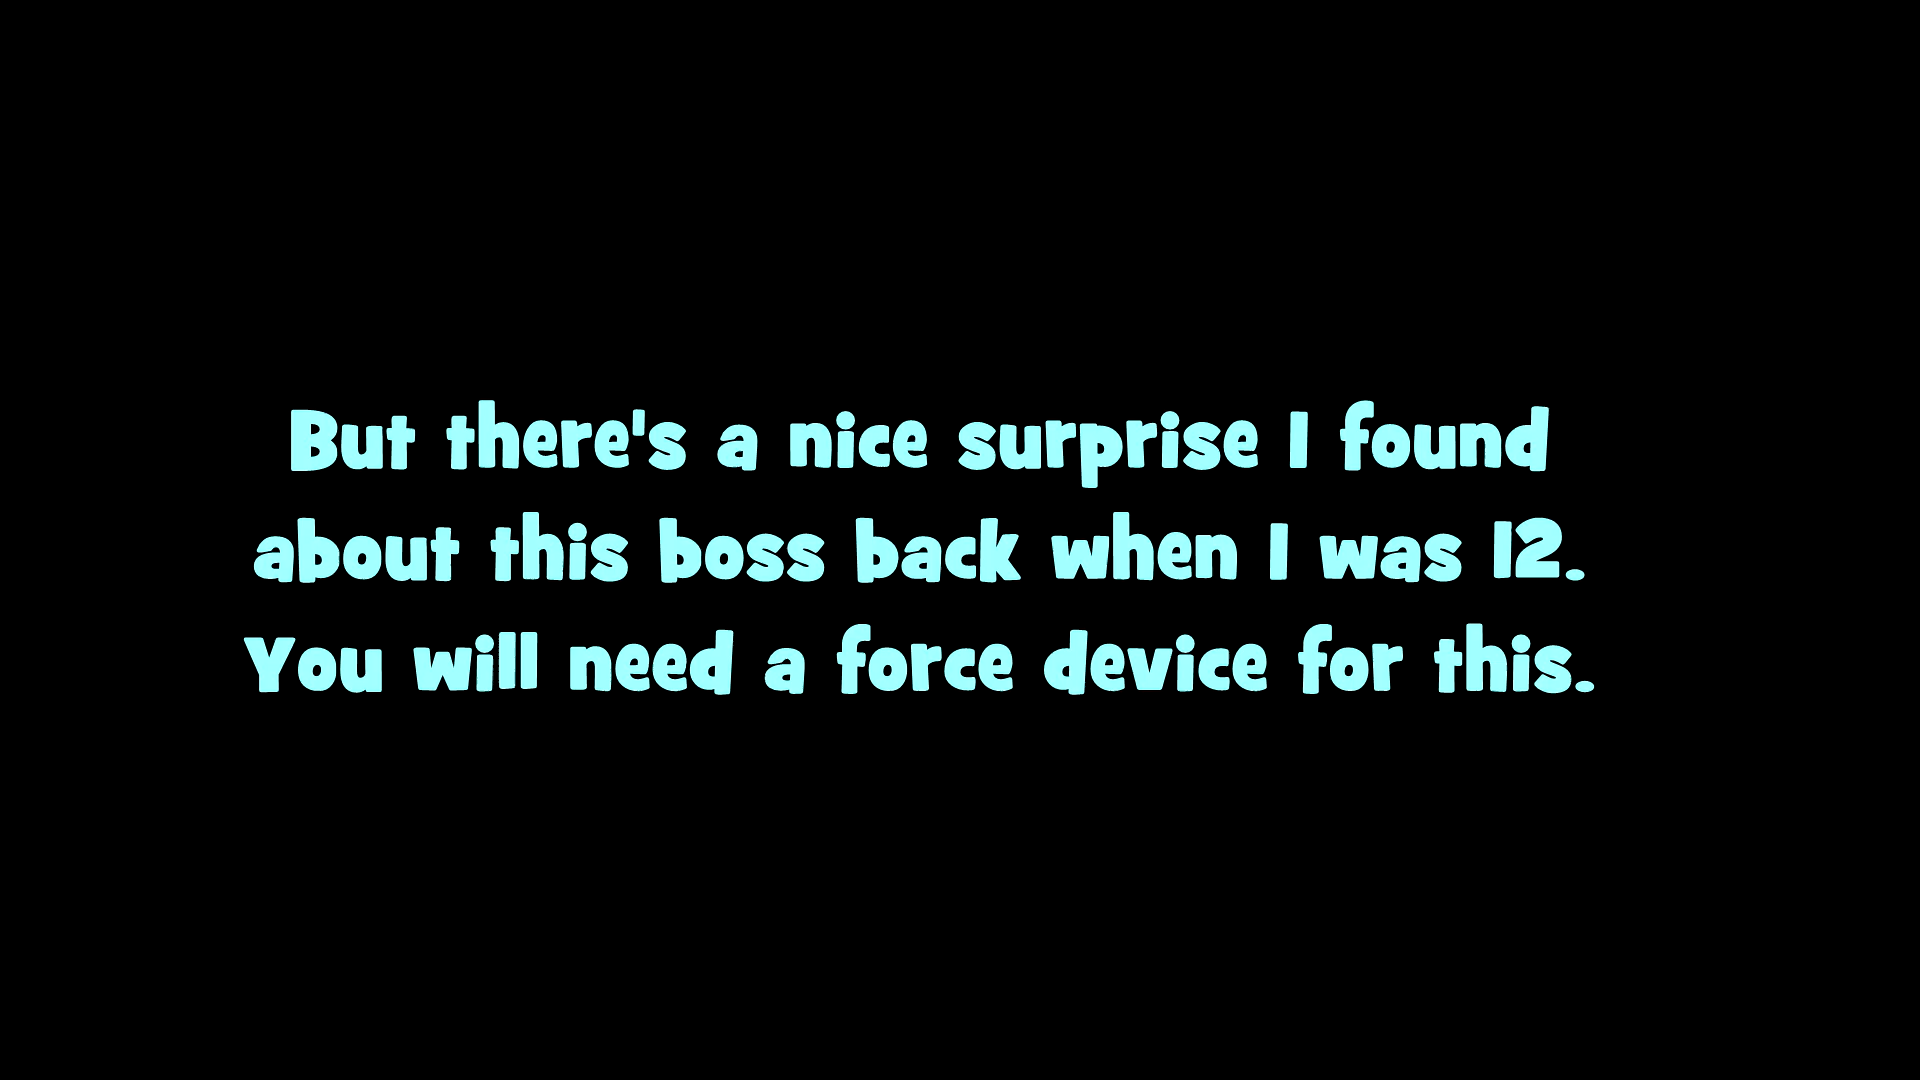 But there's a nice surprise I found
about this boss back when I was 12.
You will need a force device for this.